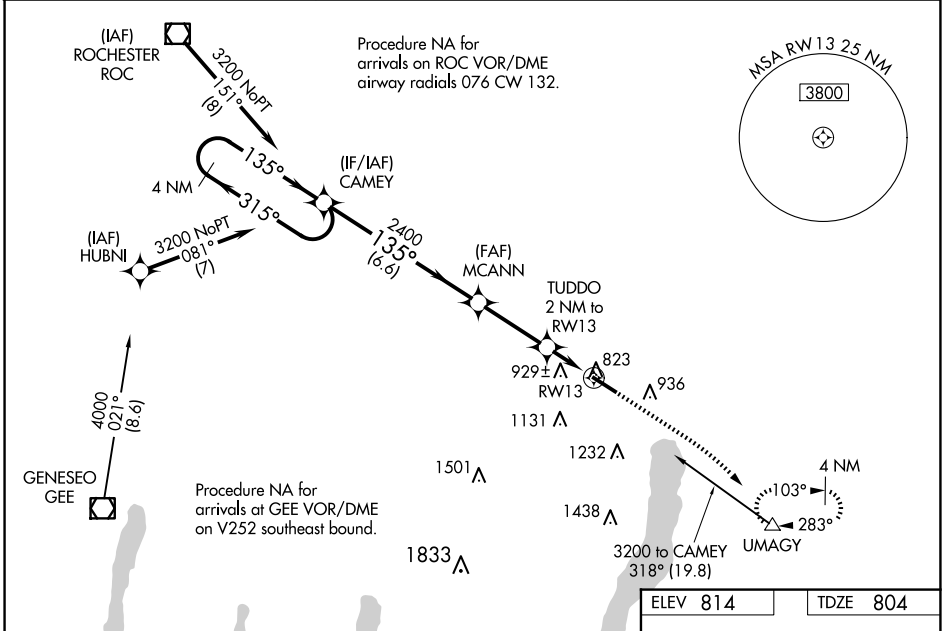 (IAF)
ROCHESTER
ROC
3200 NoPT
151°
(8)
Procedure NA for
arrivals on ROC VOR/DME
airway radials 076 CW 132.
MSA RW13 25 NM
3800
135°
4 NM
315°
(IF/IAF)
CAMEY
(IAF)
HUBNI
3200 NoPT
081°
(7)
2400
135°
(6.6)
(FAF)
MCANN
TUDDO
2 NM to
RW13
929±
823
RW13
936
1131
1232
4000
021°
(8.6)
GENESEO
GEE
1501
Procedure NA for
arrivals at GEE VOR/DME
on V252 southeast bound.
1438
1833
4 NM
103°
283°
UMAGY
3200 to CAMEY
318° (19.8)
ELEV 814
TDZE 804